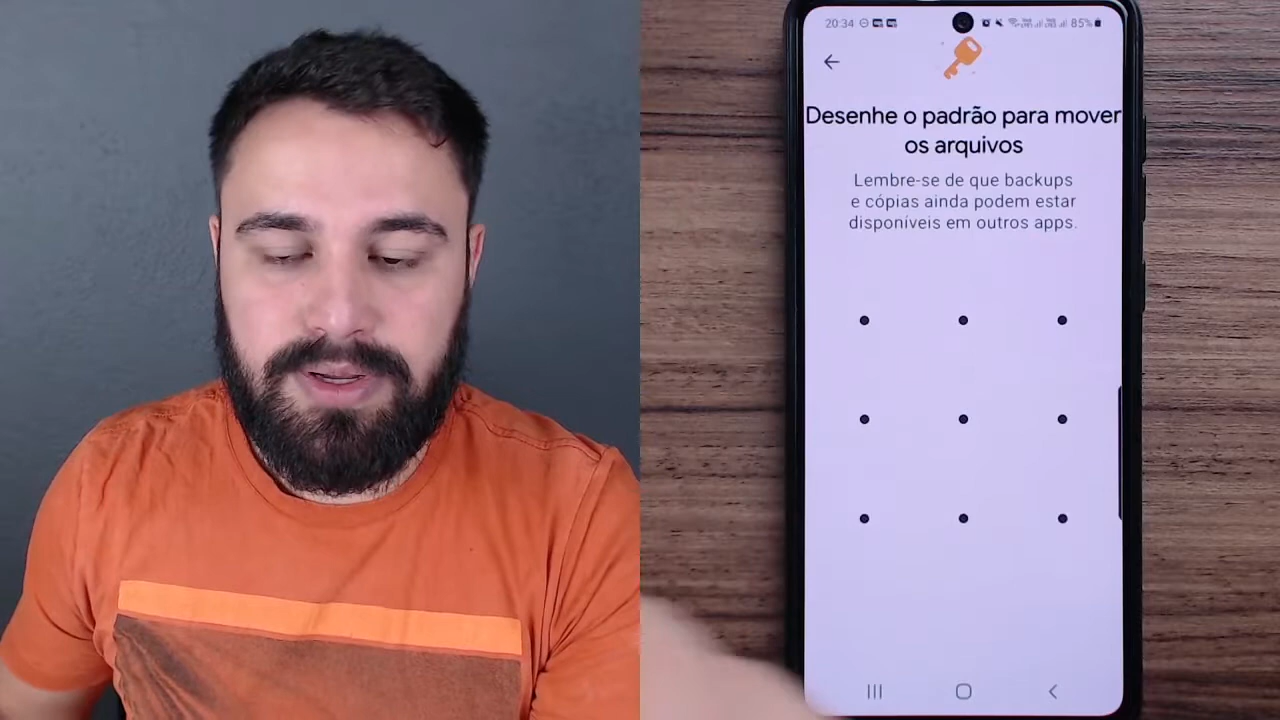 20:34
85%
Desenhe o padrão para mover
os arquivos
Lembre-se de que backups
e cópias ainda podem estar
disponíveis em outros apps.